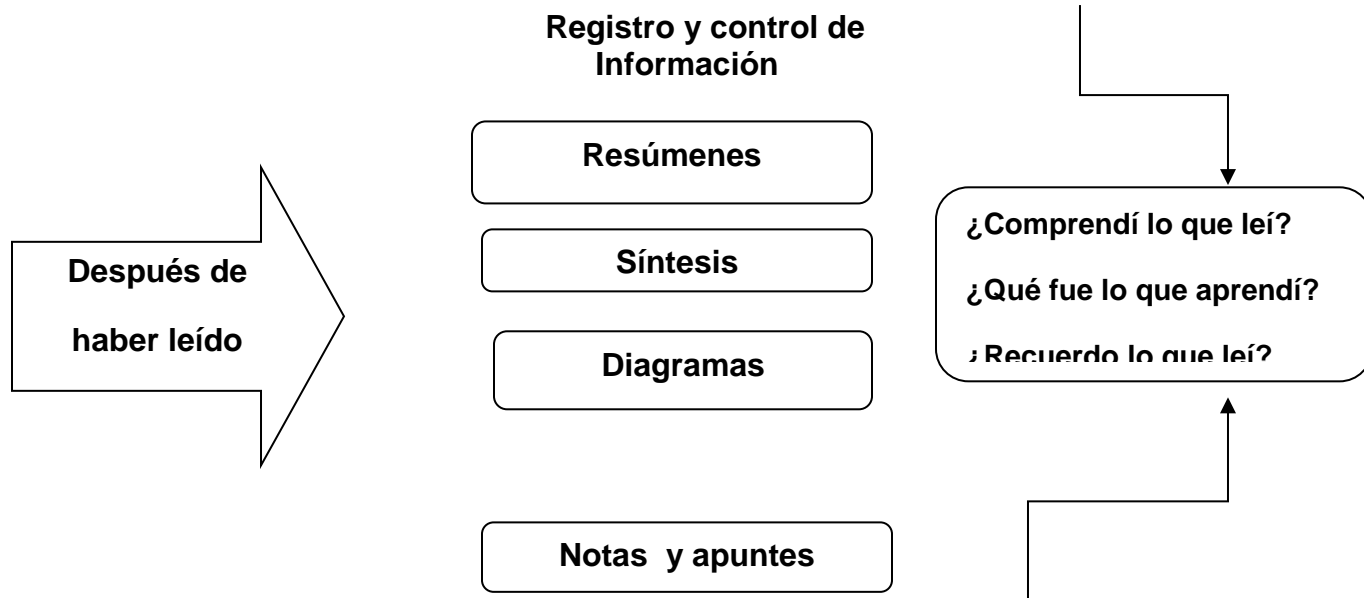 Registro y control de
Información
Resúmenes
Síntesis
Diagramas
Notas y apuntes
Después de
haber leído
¿Comprendí lo que leí?
¿Qué fue lo que aprendí?
¿Recuerdo lo que leí?